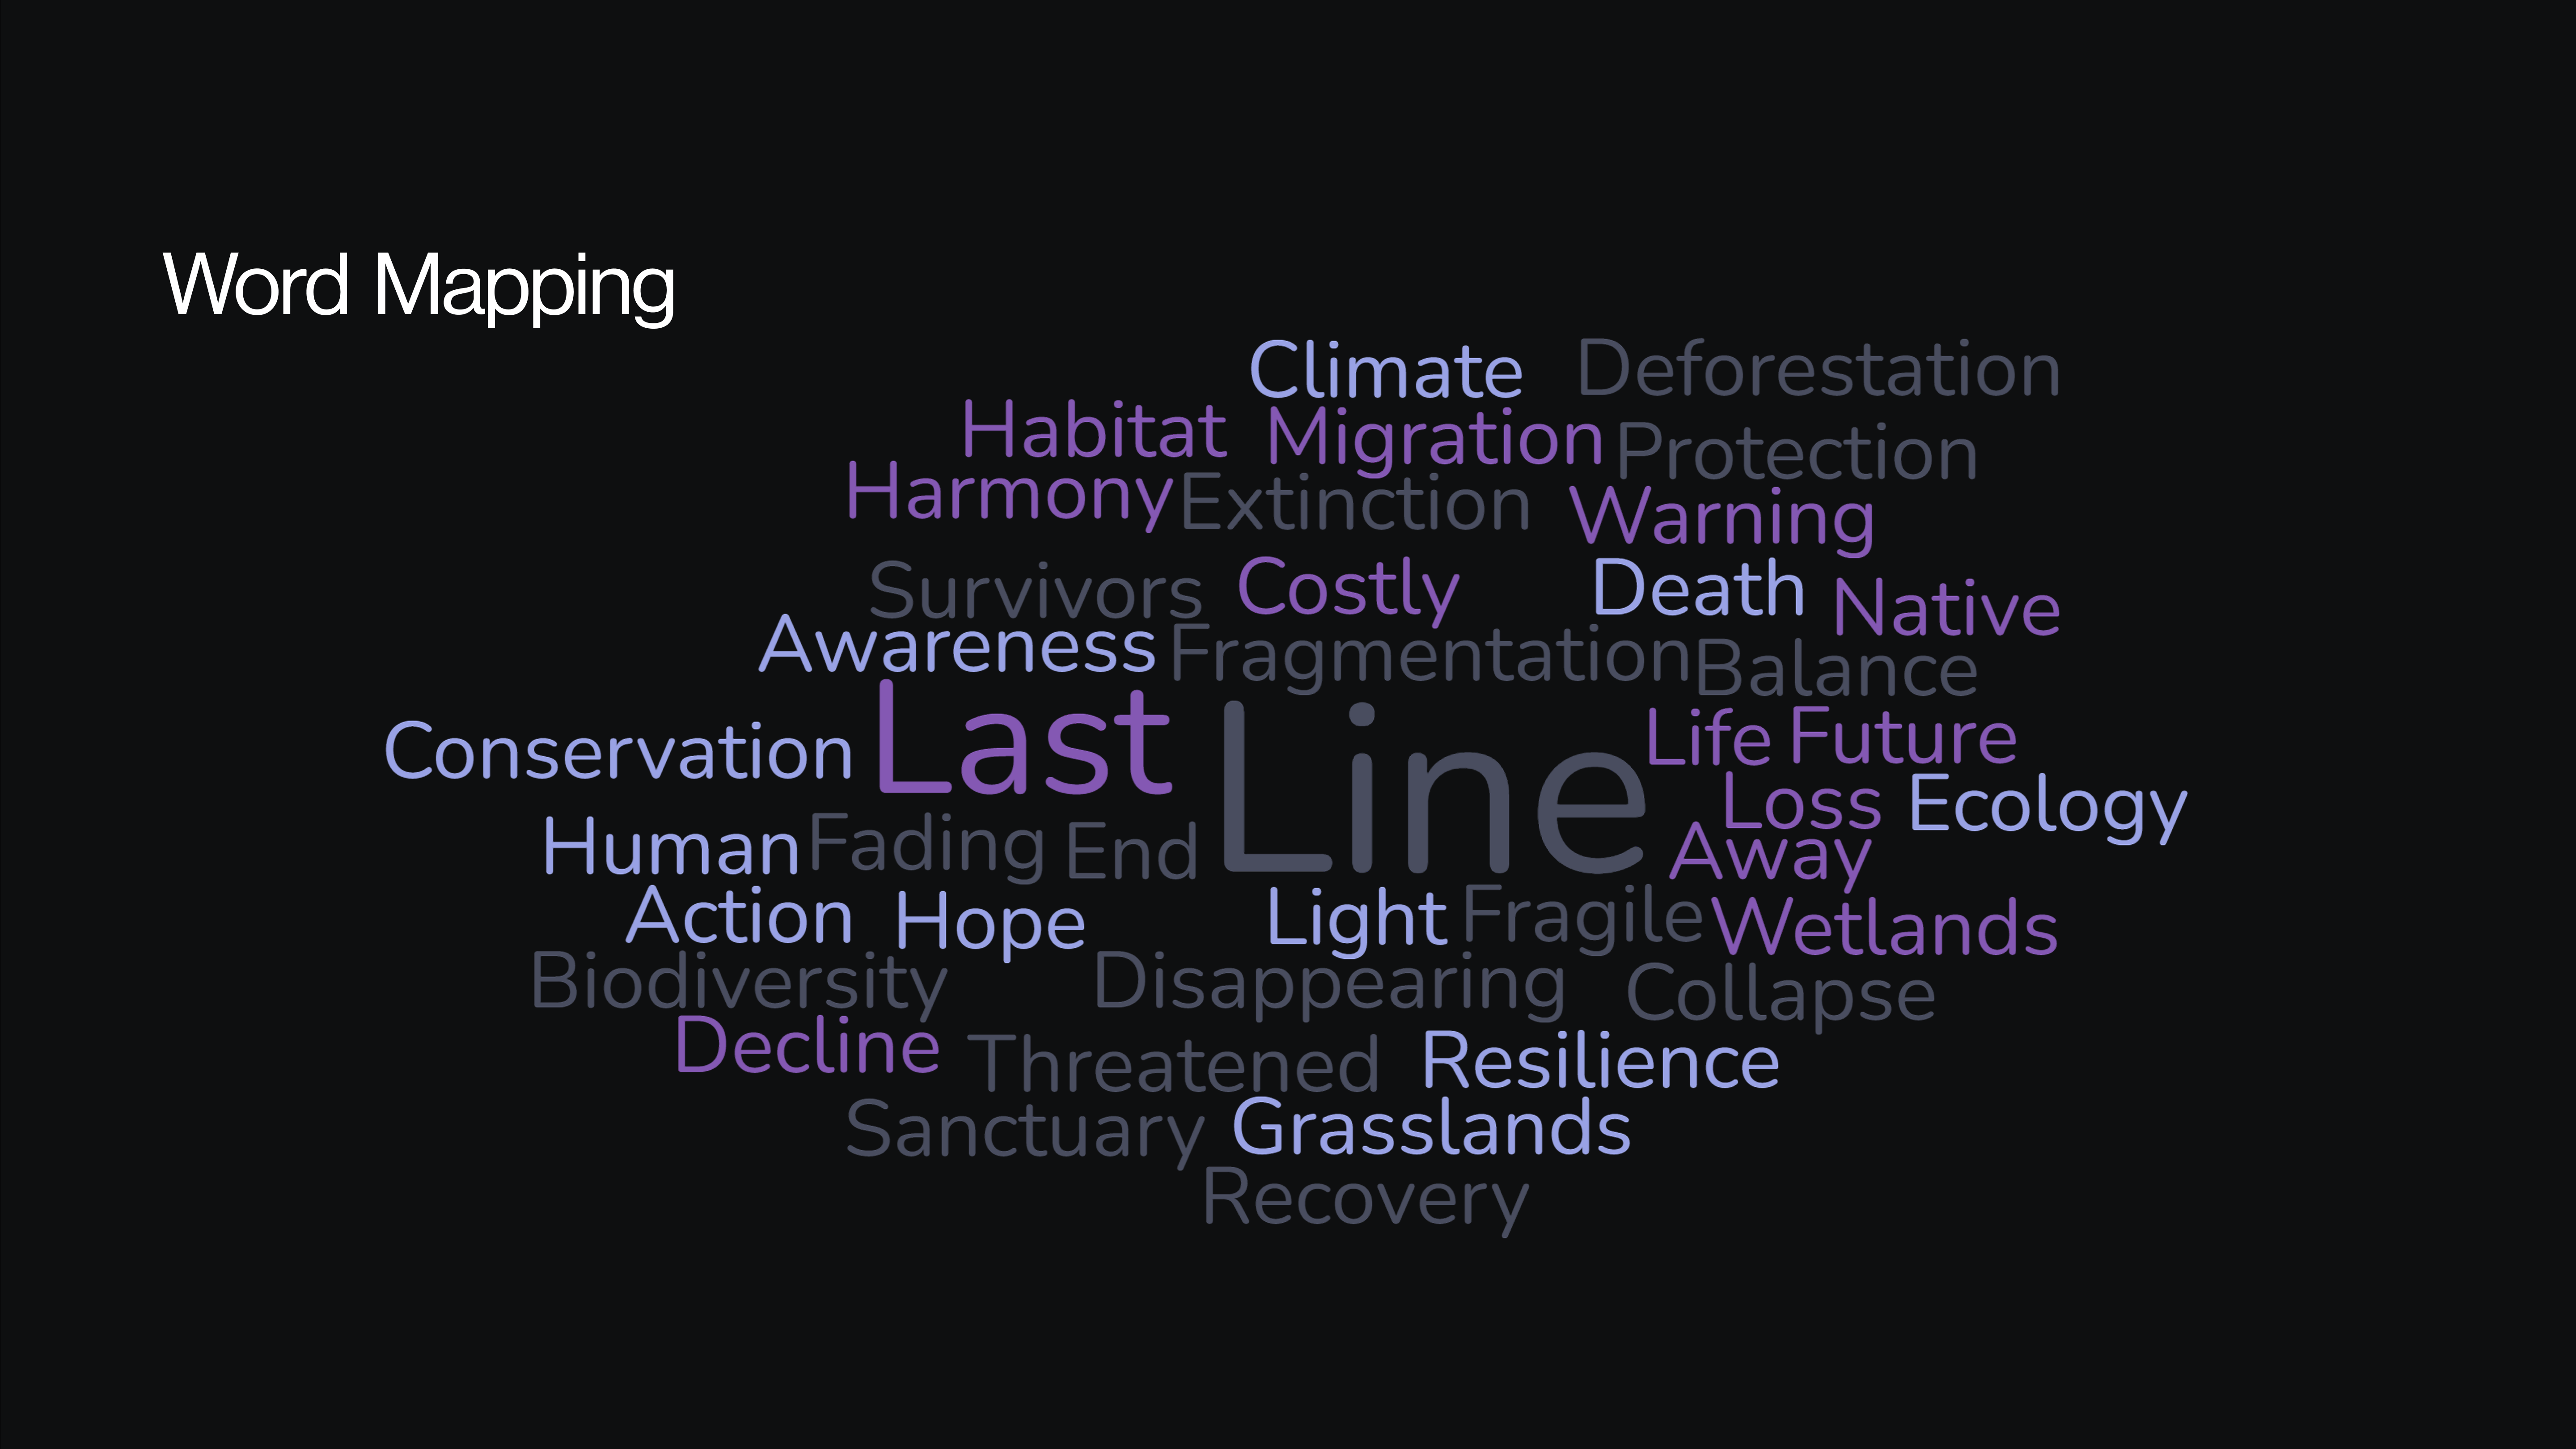 Word Mapping
Climate Deforestation
Habitat Migration Protection
Harmony Extinction Warning
Survivors Costly Death Native
Awareness Fragmentation Balance
Conservation Last Line Life Future
Loss Ecology
Human Fading End Away
Action Hope Light Fragile Wetlands
Biodiversity Disappearing Collapse
Decline Threatened Resilience
Sanctuary Grasslands
Recovery